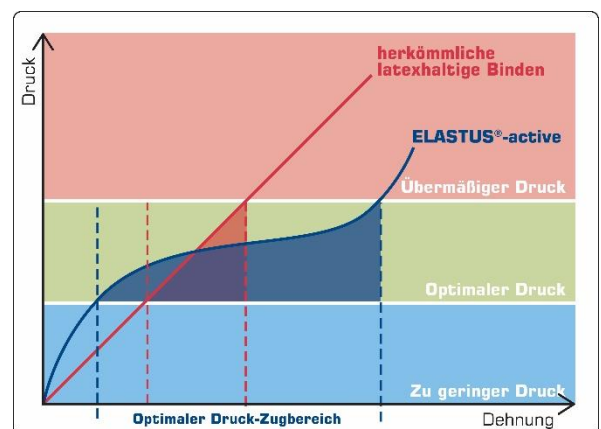 Druck
herkömmliche
latexhaltige Binden
ELASTUS®-active
Übermäßiger Druck
Optimaler Druck
Zu geringer Druck
Optimaler Druck-Zugbereich
Dehnung